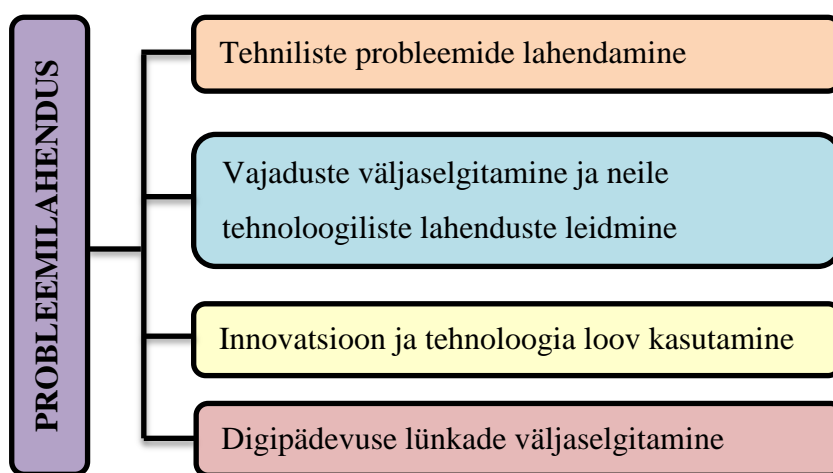 PROBLEEMILAHENDUS
Tehniliste probleemide lahendamine
Vajaduste väljaselgitamine ja neile
tehnoloogiliste lahenduste leidmine
Innovatsioon ja tehnoloogia loov kasutamine
Digipädevuse lünkade väljaselgitamine